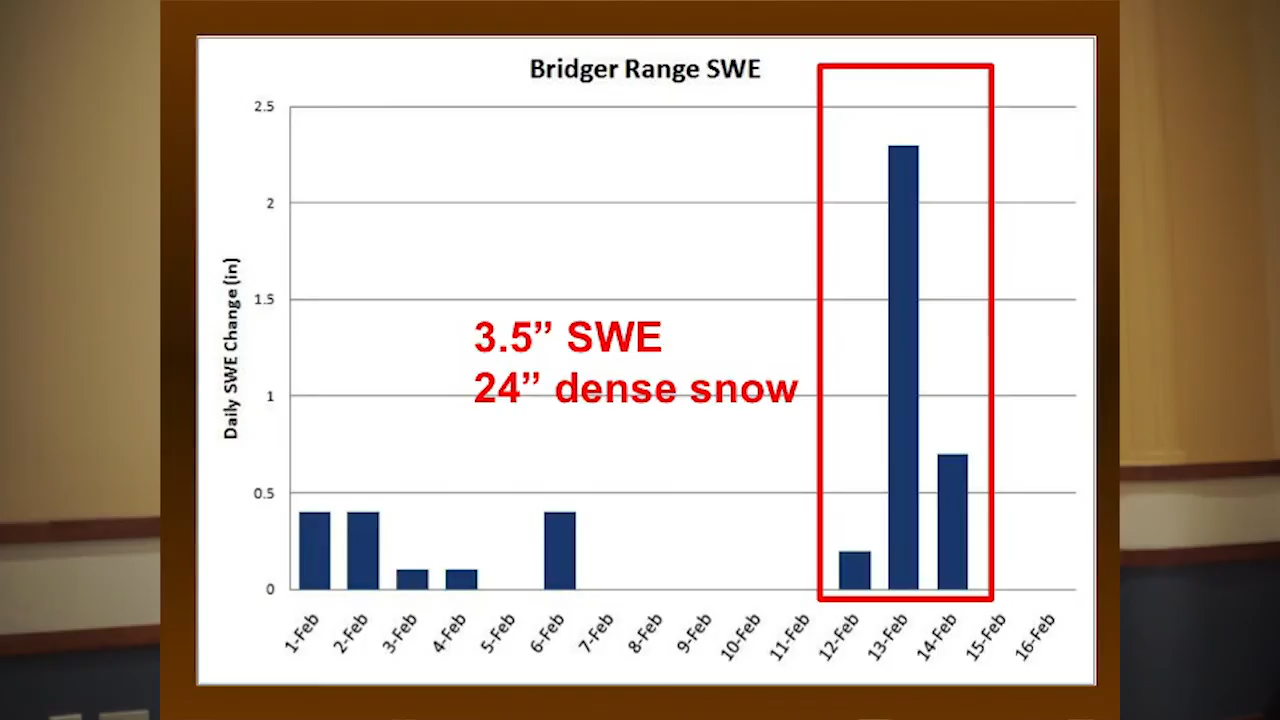 Bridger Range SWE
2.5
2
1.5
1
0.5
0
Daily SWE Change (in)
3.5” SWE
24” dense snow
1-Feb
2-Feb
3-Feb
4-Feb
5-Feb
6-Feb
7-Feb
8-Feb
9-Feb
10-Feb
11-Feb
12-Feb
13-Feb
14-Feb
15-Feb
16-Feb